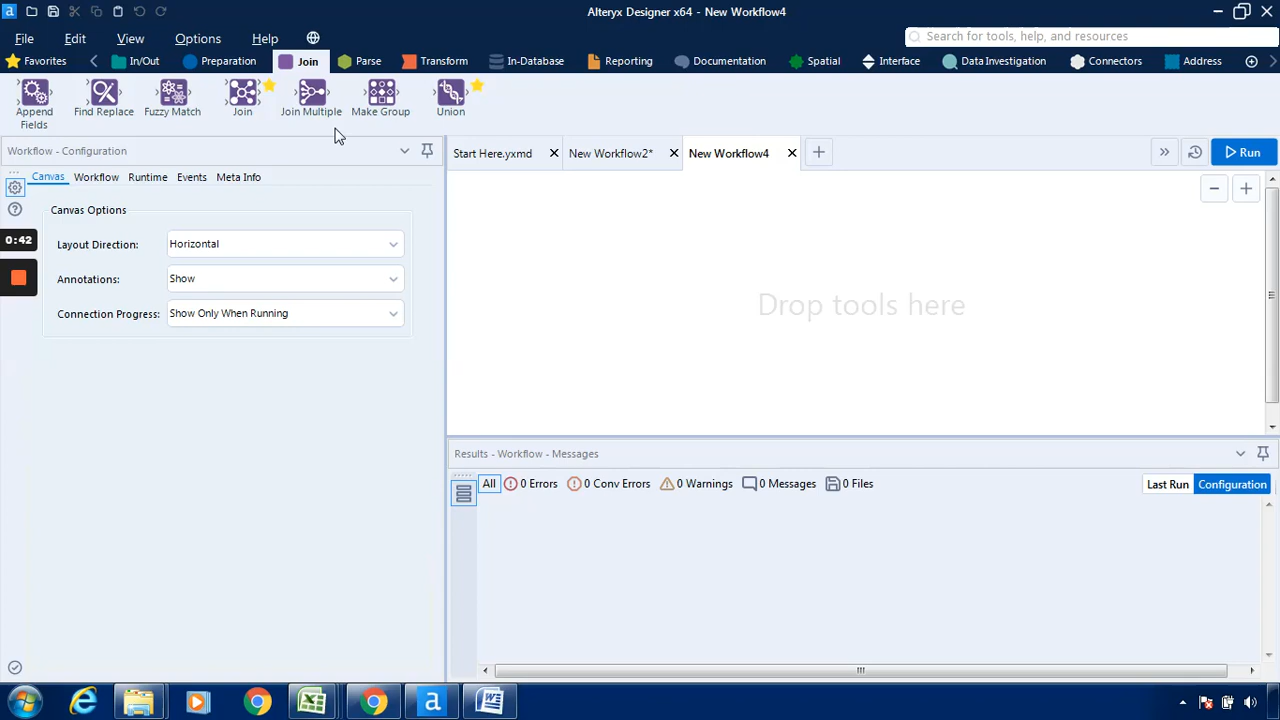 Alteryx Designer x64 - New Workflow4
File Edit View Options Help
Search for tools, help, and resources
Favorites In/Out Preparation Join Parse Transform In-Database Reporting Documentation Spatial Interface Data Investigation Connectors Address
Append Fields
Find Replace
Fuzzy Match
Join
Join Multiple
Make Group
Union
Workflow - Configuration
Start Here.yxmd New Workflow2* New Workflow4
Run
Canvas Workflow Runtime Events Meta Info
Canvas Options
Layout Direction: Horizontal
Annotations: Show
Connection Progress: Show Only When Running
0:42
Drop tools here
Results - Workflow - Messages
All 0 Errors 0 Conv Errors 0 Warnings 0 Messages 0 Files
Last Run Configuration